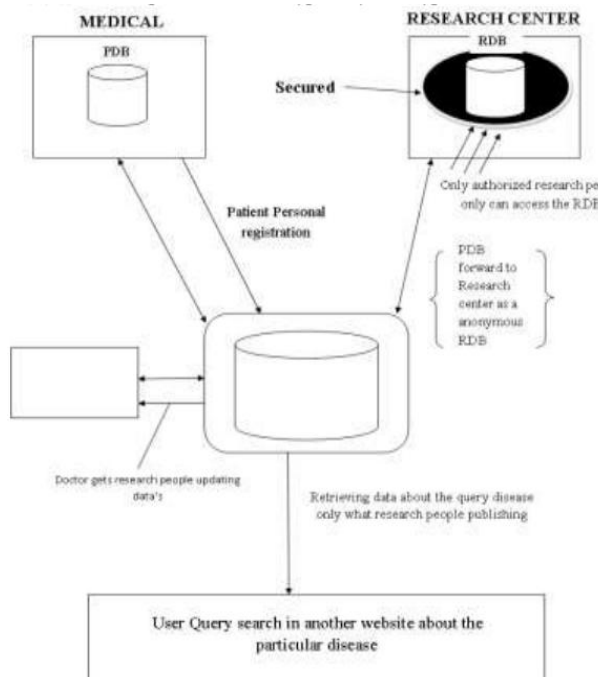 MEDICAL
PDB
RESEARCH CENTER
RDB
Secured
Only authorized research pe
only can access the RDB
Patient Personal
registration
PDB
forward to
Research
center as a
anonymous
RDB
Doctor gets research people updating
data's
Retrieving data about the query disease
only what research people publishing
User Query search in another website about the
particular disease